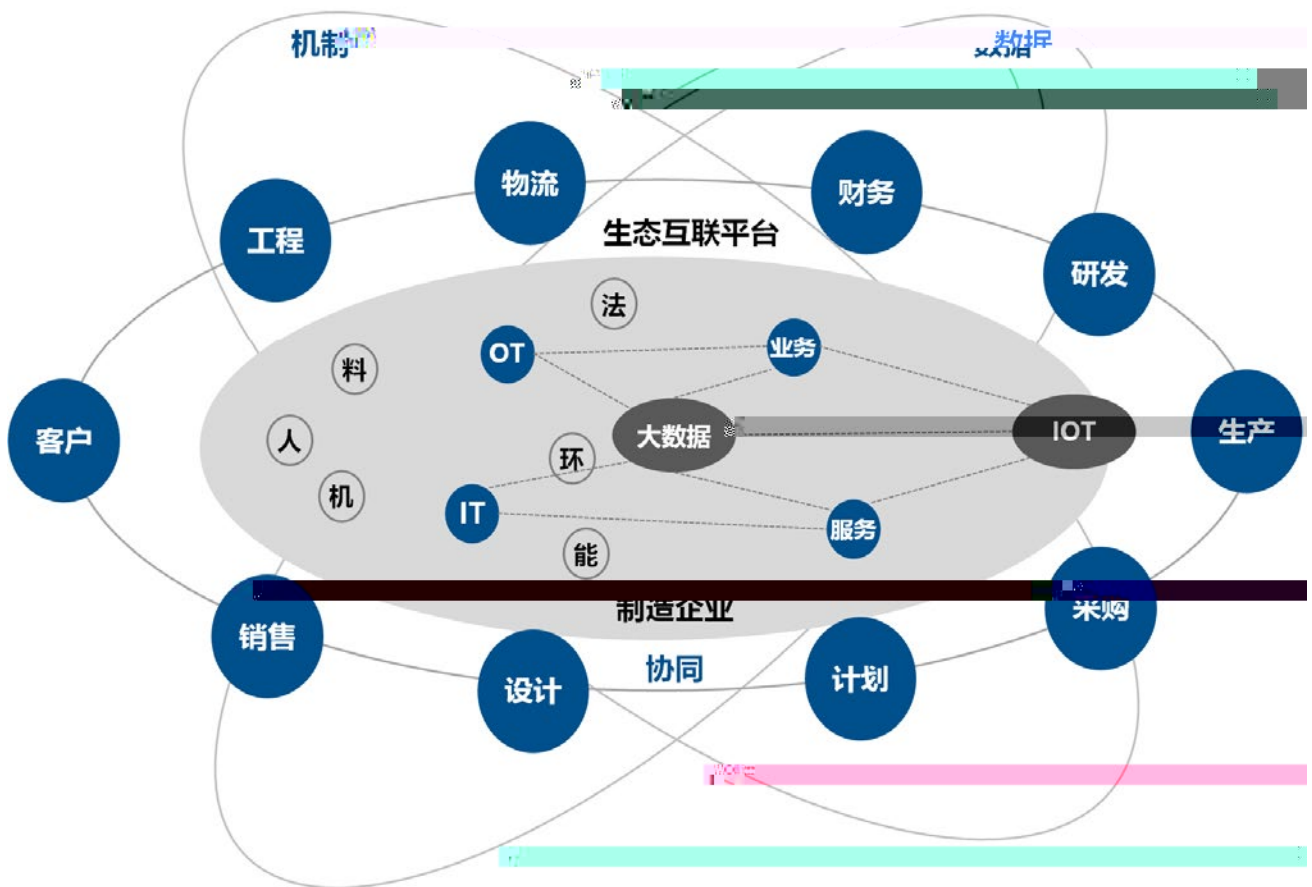 机制
数据
物流
财务
工程
生态互联平台
研发
法
OT
业务
料
客户
人
大数据
IOT
生产
环
机
IT
服务
能
制造企业
采购
销售
协同
设计
计划